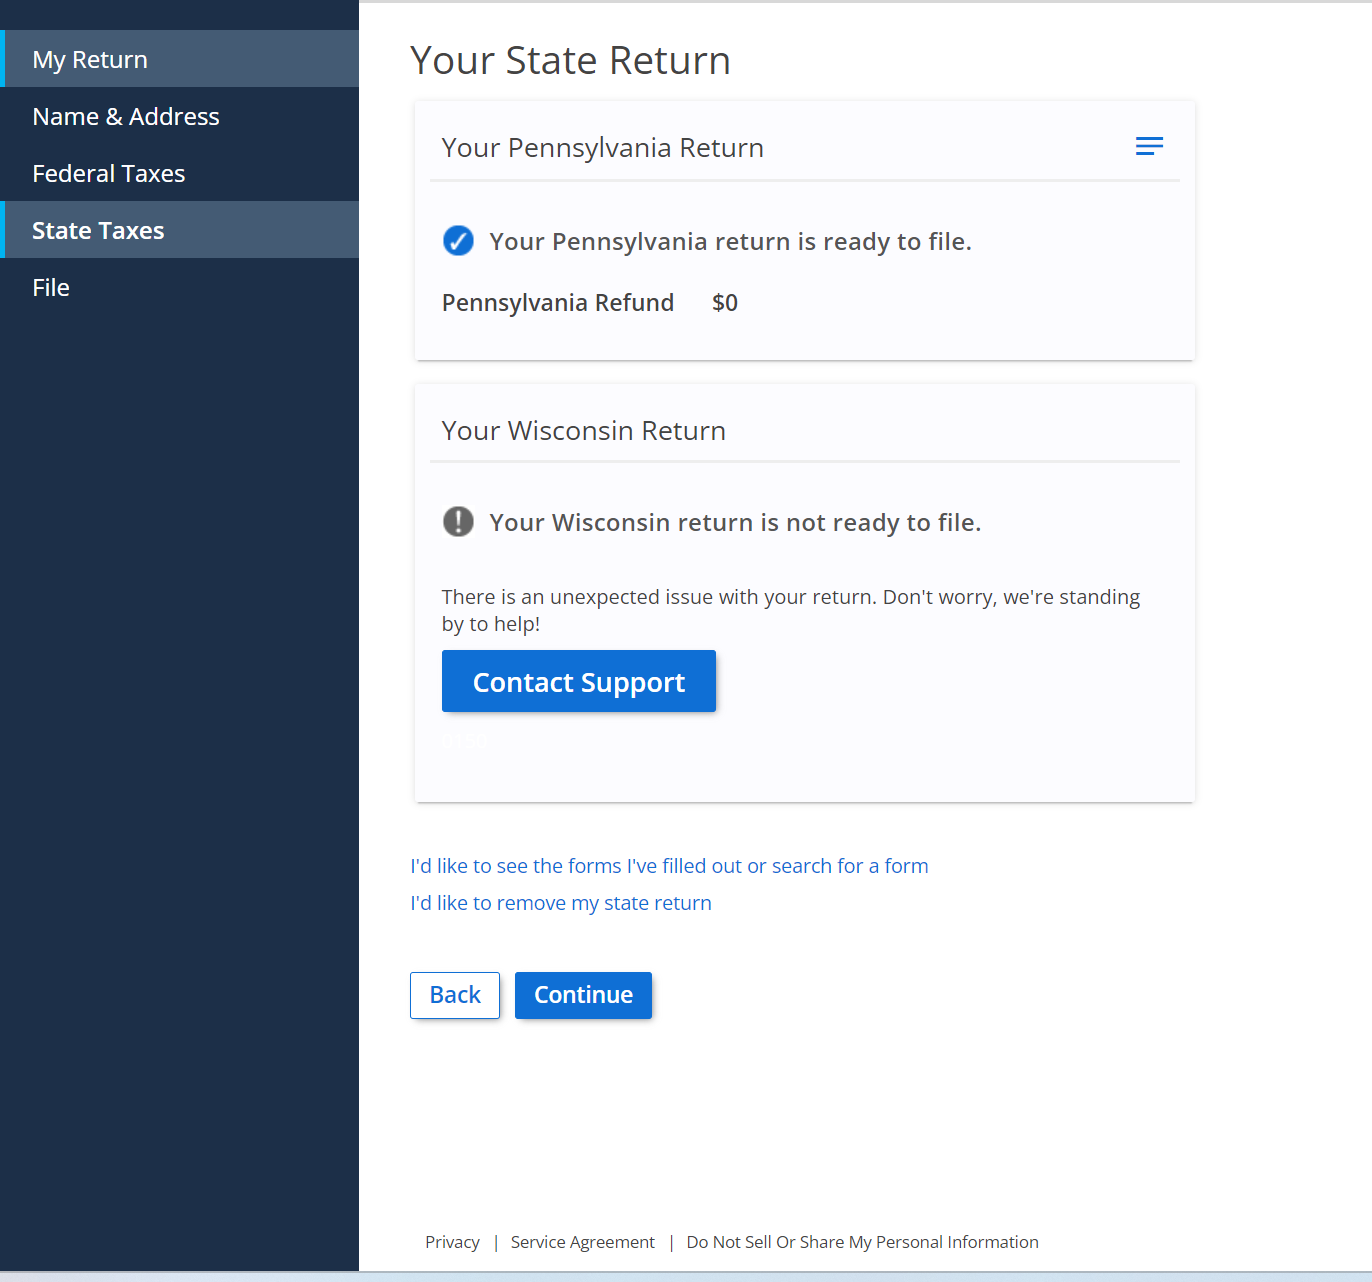 My Return
Name & Address
Federal Taxes
State Taxes
File
Your State Return
Your Pennsylvania Return
Your Pennsylvania return is ready to file.
Pennsylvania Refund $0
Your Wisconsin Return
Your Wisconsin return is not ready to file.
There is an unexpected issue with your return. Don't worry, we're standing
by to help!
Contact Support
I'd like to see the forms I've filled out or search for a form
I'd like to remove my state return
Back Continue
Privacy | Service Agreement | Do Not Sell Or Share My Personal Information